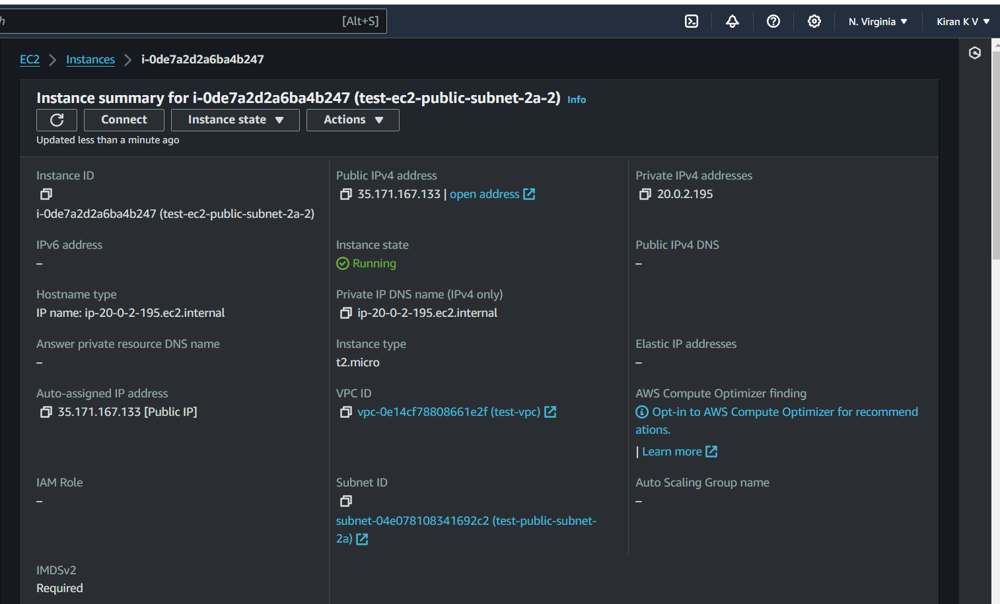 h [Alt+S] N. Virginia ▼ Kiran K V ▼
EC2 > Instances > i-0de7a2d2a6ba4b247
Instance summary for i-0de7a2d2a6ba4b247 (test-ec2-public-subnet-2a-2) Info
Connect Instance state ▼ Actions ▼
Updated less than a minute ago
Instance ID
i-0de7a2d2a6ba4b247 (test-ec2-public-subnet-2a-2)
Public IPv4 address
35.171.167.133 | open address
Private IPv4 addresses
20.0.2.195
IPv6 address
–
Instance state
Running
Public IPv4 DNS
–
Hostname type
IP name: ip-20-0-2-195.ec2.internal
Private IP DNS name (IPv4 only)
ip-20-0-2-195.ec2.internal
Answer private resource DNS name
–
Instance type
t2.micro
Elastic IP addresses
–
Auto-assigned IP address
35.171.167.133 [Public IP]
VPC ID
vpc-0e14cf78808661e2f (test-vpc)
AWS Compute Optimizer finding
Opt-in to AWS Compute Optimizer for recommend
ations.
| Learn more
IAM Role
–
Subnet ID
subnet-04e078108341692c2 (test-public-subnet-
2a)
Auto Scaling Group name
–
IMDSv2
Required